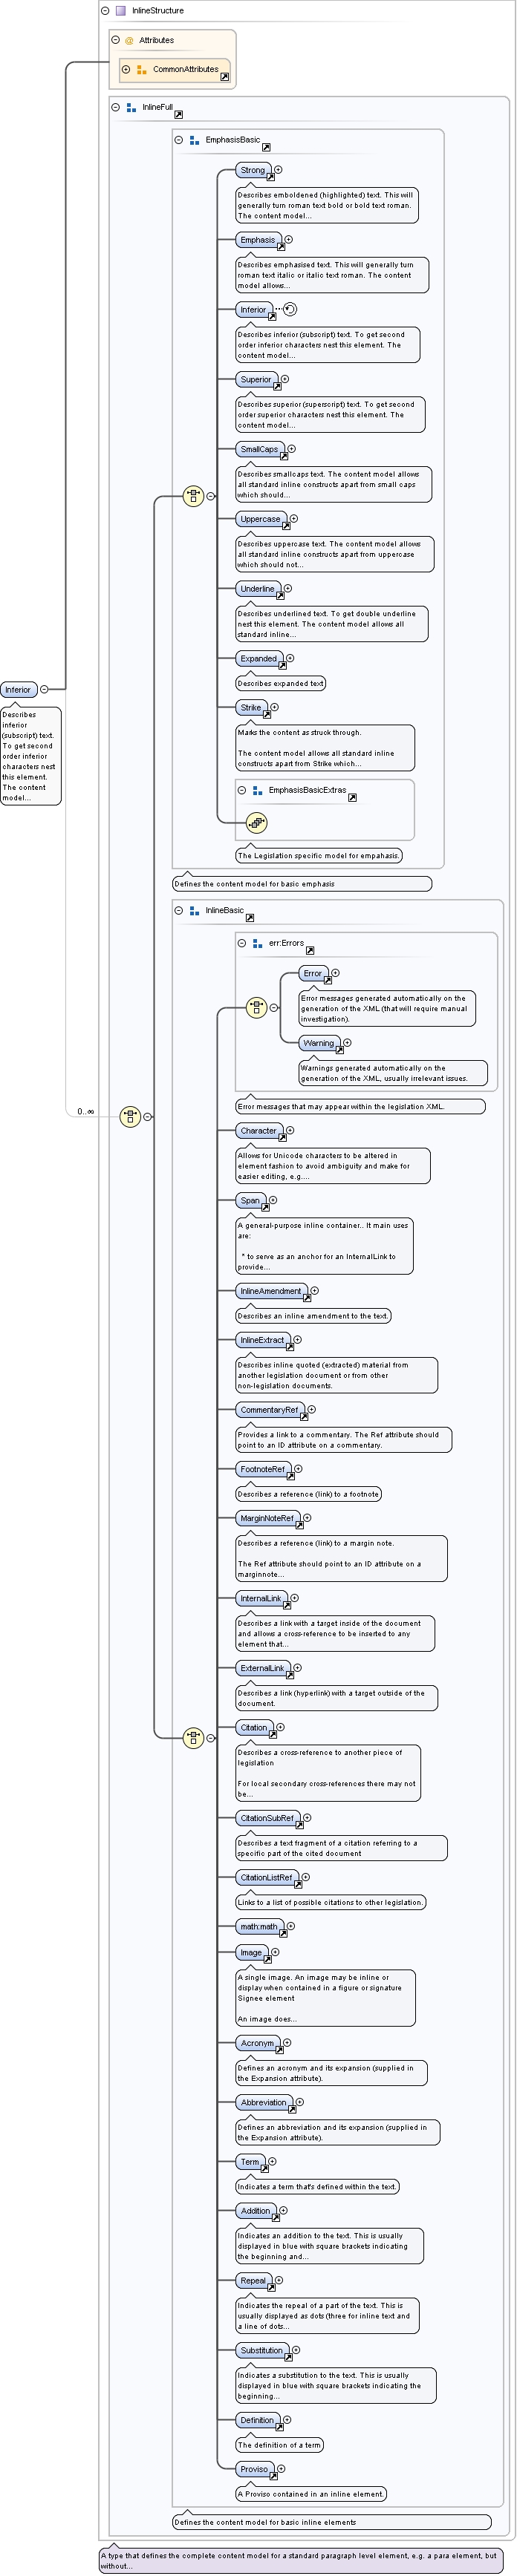 InlineStructure
@ Attributes
CommonAttributes
InlineFull
EmphasisBasic
Strong
Describes emboldened (highlighted) text. This will
generally turn roman text bold or bold text roman.
The content model...
Emphasis
Describes emphasised text. This will generally turn
roman text italic or italic text roman. The content
model allows...
Inferior
Describes inferior (subscript) text. To get second
order inferior characters nest this element. The
content model...
Superior
Describes superior (superscript) text. To get second
order superior characters nest this element. The
content model...
SmallCaps
Describes smallcaps text. The content model allows
all standard inline constructs apart from small caps
which should...
Uppercase
Describes uppercase text. The content model allows
all standard inline constructs apart from uppercase
which should not...
Underline
Describes underlined text. To get double underline
nest this element. The content model allows all
standard inline...
Expanded
Describes expanded text
Strike
Marks the content as struck through.
The content model allows all standard inline
constructs apart from Strike which...
EmphasisBasicExtras
The Legislation specific model for empahasis.
Defines the content model for basic emphasis
Inferior
Describes
inferior
(subscript) text.
To get second
order inferior
characters nest
this element.
The content
model...
InlineBasic
err:Errors
Error
Error messages generated automatically on the
generation of the XML (that will require manual
investigation).
Warning
Warnings generated automatically on the
generation of the XML, usually irrelevant issues.
Error messages that may appear within the legislation XML.
0..∞
Character
Allows for Unicode characters to be altered in
element fashion to avoid ambiguity and make for
easier editing, e.g....
Span
A general-purpose inline container.. It main uses
are:
* to serve as an anchor for an InternalLink to
provide...
InlineAmendment
Describes an inline amendment to the text.
InlineExtract
Describes inline quoted (extracted) material from
another legislation document or from other
non-legislation documents.
CommentaryRef
Provides a link to a commentary. The Ref attribute should
point to an ID attribute on a commentary.
FootnoteRef
Describes a reference (link) to a footnote
MarginNoteRef
Describes a reference (link) to a margin note.
The Ref attribute should point to an ID attribute on a
marginnote...
InternalLink
Describes a link with a target inside of the document
and allows a cross-reference to be inserted to any
element that...
ExternalLink
Describes a link (hyperlink) with a target outside of the
document.
Citation
Describes a cross-reference to another piece of
legislation
For local secondary cross-references there may not
be...
CitationSubRef
Describes a text fragment of a citation referring to a
specific part of the cited document
CitationListRef
Links to a list of possible citations to other legislation.
math:math
Image
A single image. An image may be inline or
display when contained in a figure or signature
Signee element
An image does...
Acronym
Defines an acronym and its expansion (supplied in
the Expansion attribute).
Abbreviation
Defines an abbreviation and its expansion (supplied in
the Expansion attribute).
Term
Indicates a term that's defined within the text.
Addition
Indicates an addition to the text. This is usually
displayed in blue with square brackets indicating
the beginning and...
Repeal
Indicates the repeal of a part of the text. This is
usually displayed as dots (three for inline text and
a line of dots...
Substitution
Indicates a substitution to the text. This is usually
displayed in blue with square brackets indicating the
beginning...
Definition
The definition of a term
Proviso
A Proviso contained in an inline element.
Defines the content model for basic inline elements
A type that defines the complete content model for a standard paragraph level element, e.g. a para element, but
without...